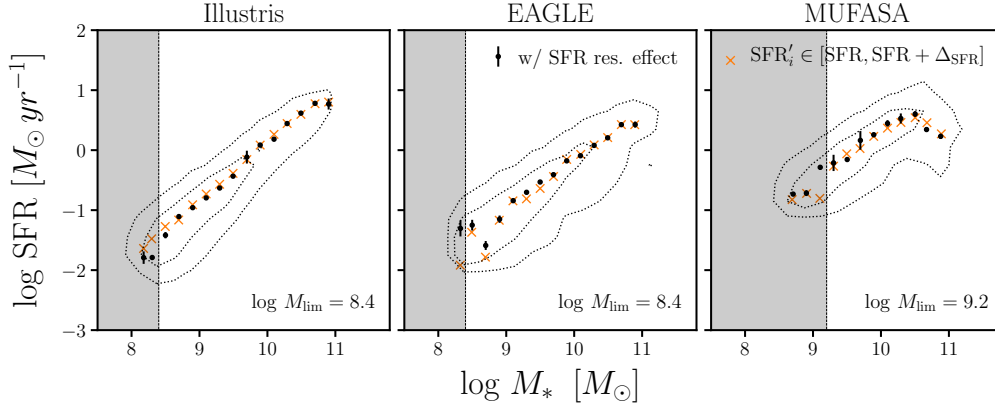 Illustris
EAGLE
MUFASA
w/ SFR res. effect
SFR′ᵢ ∈ [SFR, SFR + Δ_SFR]
2
1
0
−1
−2
−3
log SFR [M⊙ yr⁻¹]
log M_lim = 8.4
log M_lim = 8.4
log M_lim = 9.2
8 9 10 11
8 9 10 11
8 9 10 11
log M∗ [M⊙]